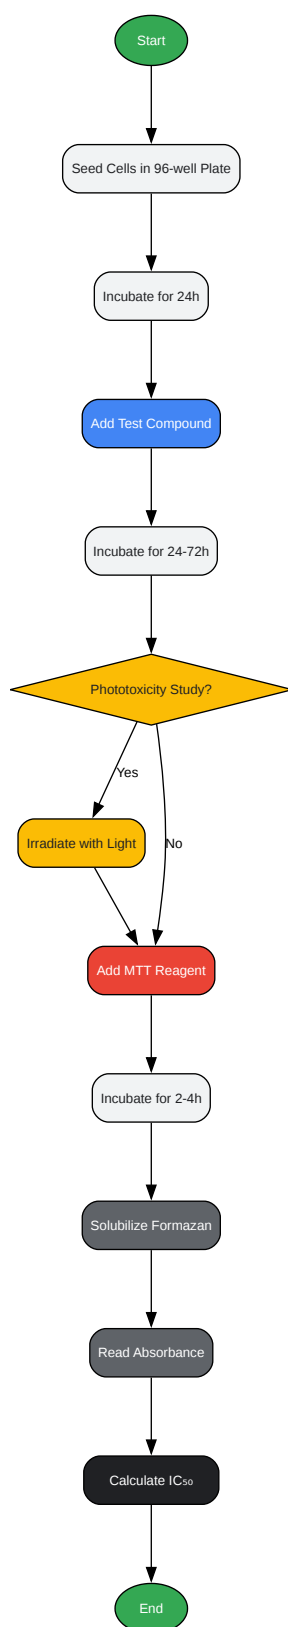 Start
Seed Cells in 96-well Plate
Incubate for 24h
Add Test Compound
Incubate for 24-72h
Phototoxicity Study?
Yes
Irradiate with Light
No
Add MTT Reagent
Incubate for 2-4h
Solubilize Formazan
Read Absorbance
Calculate IC₅₀
End